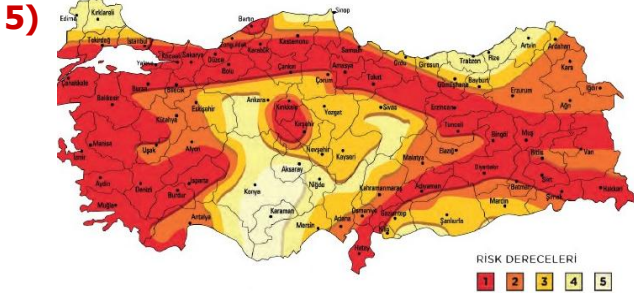 5)
Edirne
Kırklareli
Tekirdağ
İstanbul
Yalova
Sakarya
Düzce
Bolu
Zonguldak
Bartın
Karabük
Kastamonu
Sinop
Samsun
Çankırı
Çorum
Amasya
Tokat
Ordu
Giresun
Trabzon
Rize
Artvin
Ardahan
Kars
Gümüşhane
Bayburt
Erzurum
Ağrı
Iğdır
Çanakkale
Balıkesir
Bursa
Bilecik
Eskişehir
Kütahya
Ankara
Kırıkkale
Kırşehir
Yozgat
Sivas
Erzincan
Tunceli
Bingöl
Muş
Manisa
İzmir
Uşak
Afyon
Aksaray
Nevşehir
Kayseri
Malatya
Elazığ
Diyarbakır
Bitlis
Van
Aydın
Denizli
Isparta
Burdur
Konya
Niğde
Kahramanmaraş
Adıyaman
Batman
Siirt
Şırnak
Hakkari
Muğla
Antalya
Karaman
Mersin
Adana
Osmaniye
Gaziantep
Kilis
Şanlıurfa
Mardin
Hatay
RİSK DERECELERİ
1 2 3 4 5